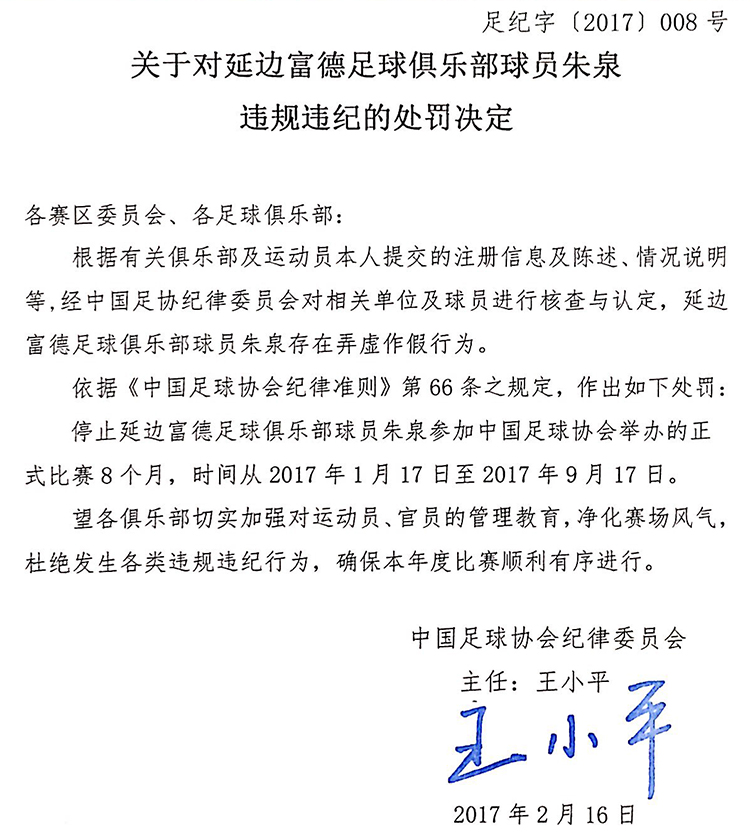 足纪字〔2017〕008 号
关于对延边富德足球俱乐部球员朱泉
违规违纪的处罚决定
各赛区委员会、各足球俱乐部：
根据有关俱乐部及运动员本人提交的注册信息及陈述、情况说明
等,经中国足协纪律委员会对相关单位及球员进行核查与认定，延边
富德足球俱乐部球员朱泉存在弄虚作假行为。
依据《中国足球协会纪律准则》第 66 条之规定，作出如下处罚：
停止延边富德足球俱乐部球员朱泉参加中国足球协会举办的正
式比赛 8 个月，时间从 2017 年 1 月 17 日至 2017 年 9 月 17 日。
望各俱乐部切实加强对运动员、官员的管理教育,净化赛场风气，
杜绝发生各类违规违纪行为，确保本年度比赛顺利有序进行。
中国足球协会纪律委员会
主任：王小平
王小平
2017 年 2 月 16 日